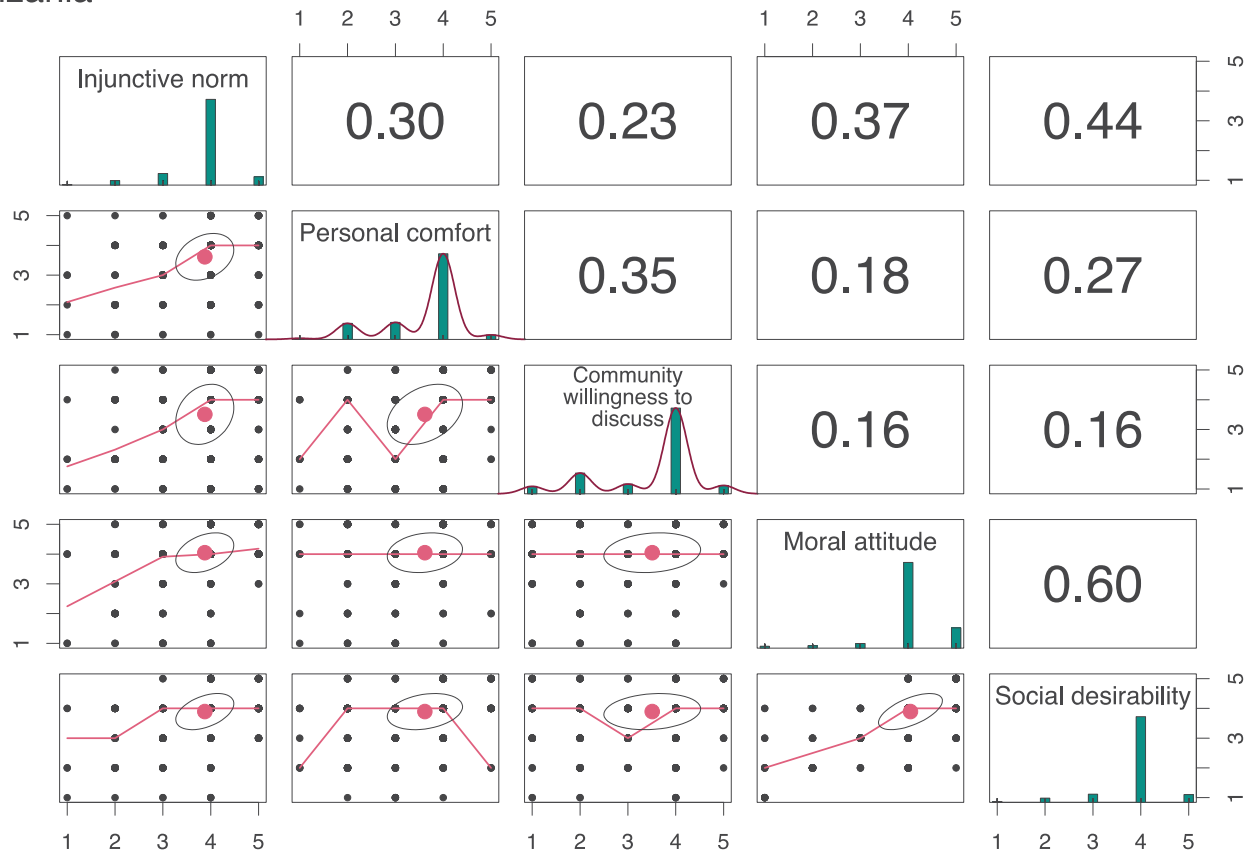 1 2 3 4 5 1 2 3 4 5
Injunctive norm
0.30
0.23
0.37
0.44
1 3 5
Personal comfort
0.35
0.18
0.27
1 3 5
Community
willingness to
discuss
0.16
0.16
1 3 5
Moral attitude
0.60
1 3 5
Social desirability
1 3 5
1 2 3 4 5 1 2 3 4 5 1 2 3 4 5